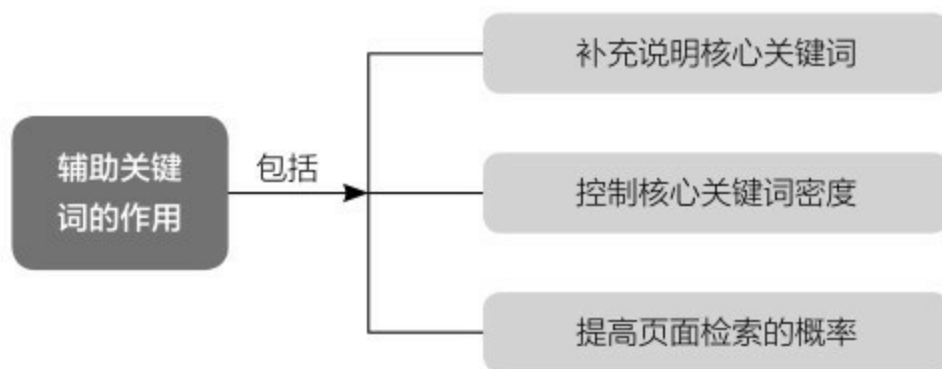 辅助关键
词的作用
包括
补充说明核心关键词
控制核心关键词密度
提高页面检索的概率